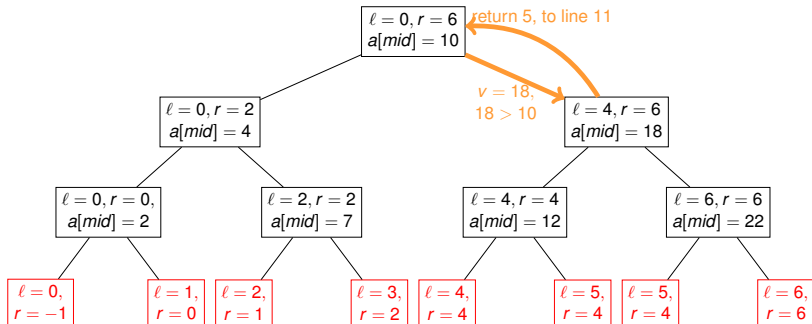 ℓ = 0, r = 6
a[mid] = 10
return 5, to line 11
v = 18,
18 > 10
ℓ = 0, r = 2
a[mid] = 4
ℓ = 4, r = 6
a[mid] = 18
ℓ = 0, r = 0,
a[mid] = 2
ℓ = 2, r = 2
a[mid] = 7
ℓ = 4, r = 4
a[mid] = 12
ℓ = 6, r = 6
a[mid] = 22
ℓ = 0,
r = −1
ℓ = 1,
r = 0
ℓ = 2,
r = 1
ℓ = 3,
r = 2
ℓ = 4,
r = 4
ℓ = 5,
r = 4
ℓ = 5,
r = 4
ℓ = 6,
r = 6